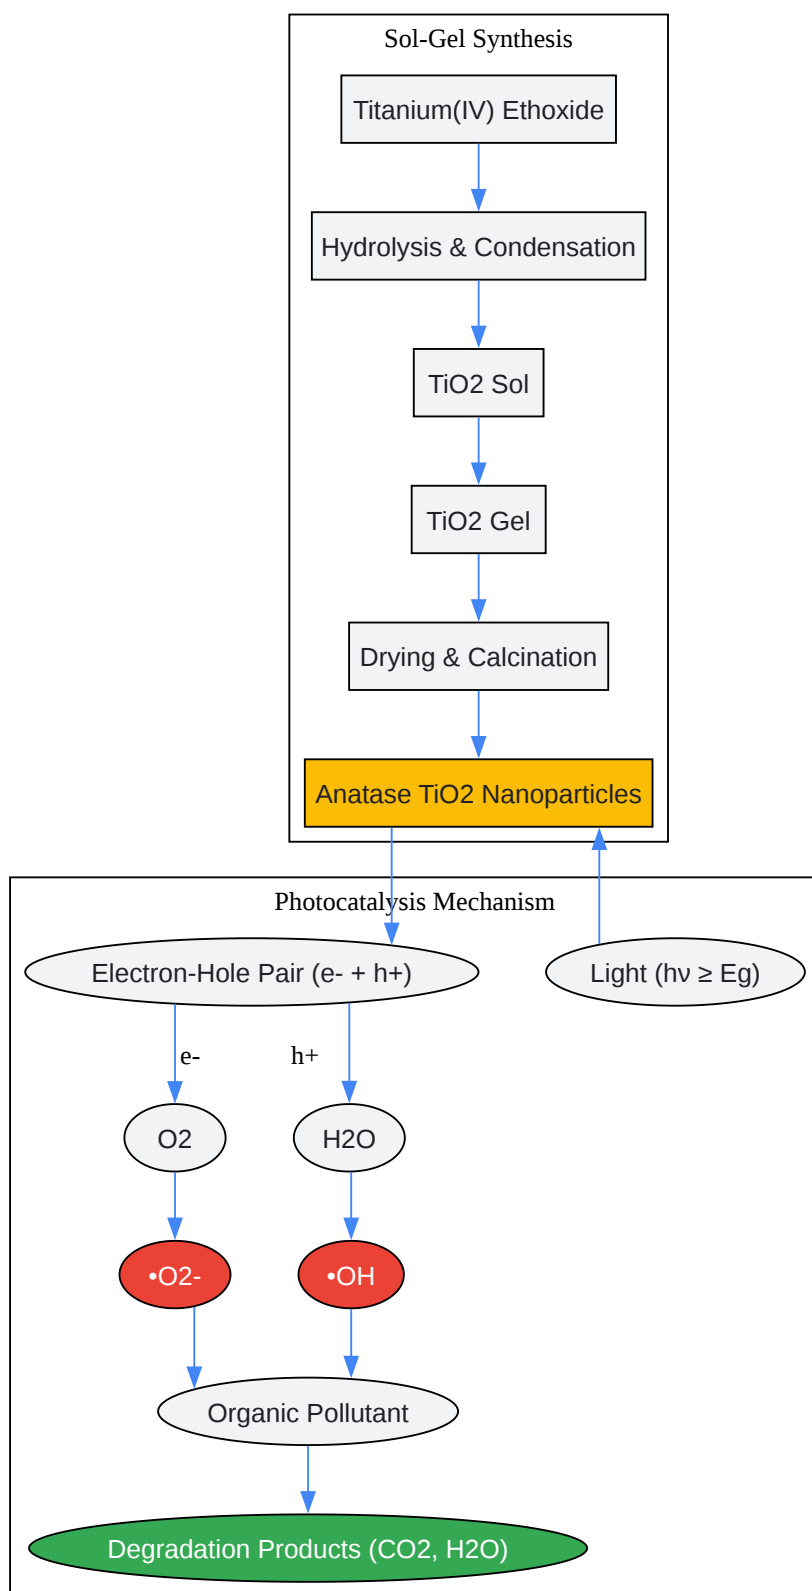 Sol-Gel Synthesis
Titanium(IV) Ethoxide
Hydrolysis & Condensation
TiO2 Sol
TiO2 Gel
Drying & Calcination
Anatase TiO2 Nanoparticles
Photocatalysis Mechanism
Electron-Hole Pair (e- + h+)
Light (hν ≥ Eg)
e-
h+
O2
H2O
•O2-
•OH
Organic Pollutant
Degradation Products (CO2, H2O)